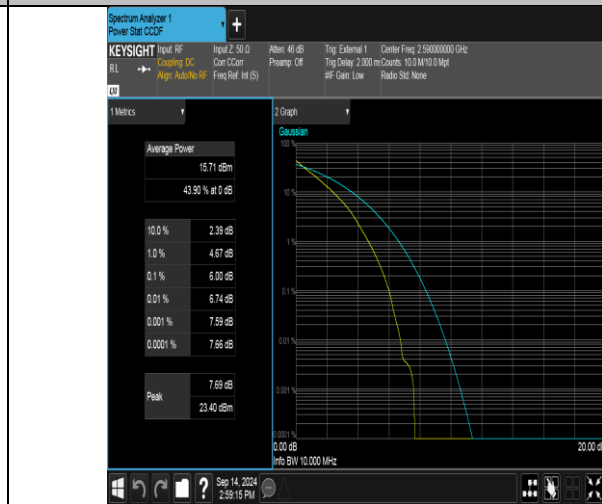 Spectrum Analyzer 1
Power Stat CCDF
+
KEYSIGHT Input: RF Input Z: 50 Ω Atten: 46 dB Trig: External 1 Center Freq: 2.590000000 GHz
RL Coupling: DC Corr CCorr Preamp: Off Trig Delay: 2.000 m Counts: 10.0 M/10.0 Mpt
Align: Auto/No RF Freq Ref: Int (S) #IF Gain: Low Radio Std: None
LXI
1 Metrics
2 Graph
Gaussian
Average Power
15.71 dBm
43.90 % at 0 dB
10.0 % 2.39 dB
1.0 % 4.67 dB
0.1 % 6.00 dB
0.01 % 6.74 dB
0.001 % 7.59 dB
0.0001 % 7.66 dB
Peak 7.69 dB
23.40 dBm
100 %
10 %
1 %
0.1 %
0.01 %
0.001 %
0.0001 %
0.00 dB 20.00 dB
Info BW 10.000 MHz
? Sep 14, 2024
2:59:15 PM